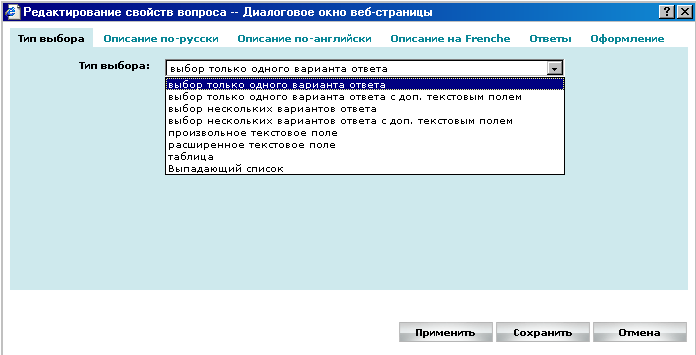 Редактирование свойств вопроса -- Диалоговое окно веб-страницы
Тип выбора Описание по-русски Описание по-английски Описание на Frenche Ответы Оформление
Тип выбора: выбор только одного варианта ответа
выбор только одного варианта ответа
выбор только одного варианта ответа с доп. текстовым полем
выбор нескольких вариантов ответа
выбор нескольких вариантов ответа с доп. текстовым полем
произвольное текстовое поле
расширенное текстовое поле
таблица
Выпадающий список
Применить Сохранить Отмена